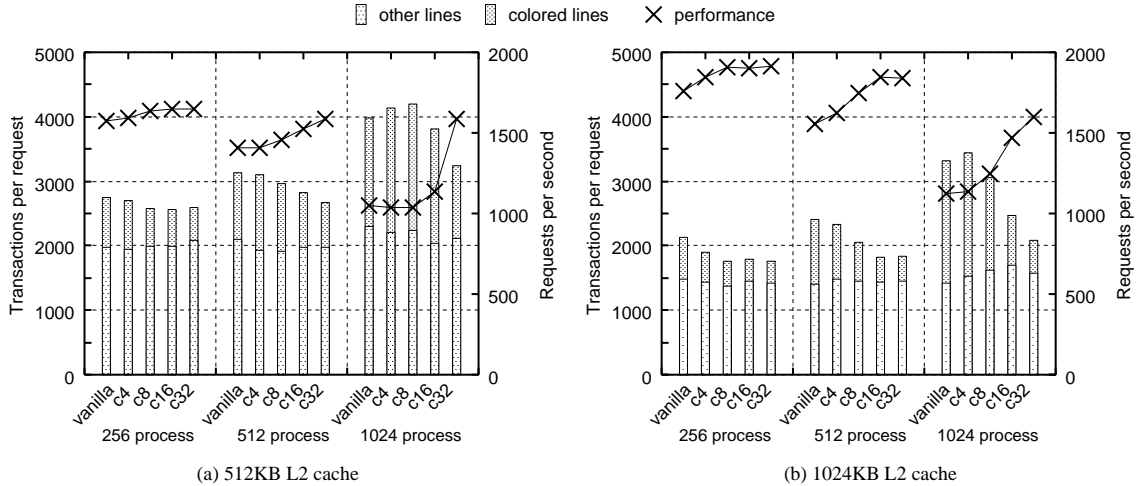 other lines colored lines performance
5000
4000
3000
2000
1000
0
Transactions per request
2000
1500
1000
500
0
Requests per second
vanilla c4 c8 c16 c32
vanilla c4 c8 c16 c32
vanilla c4 c8 c16 c32
256 process 512 process 1024 process
(a) 512KB L2 cache
5000
4000
3000
2000
1000
0
Transactions per request
2000
1500
1000
500
0
Requests per second
vanilla c4 c8 c16 c32
vanilla c4 c8 c16 c32
vanilla c4 c8 c16 c32
256 process 512 process 1024 process
(b) 1024KB L2 cache